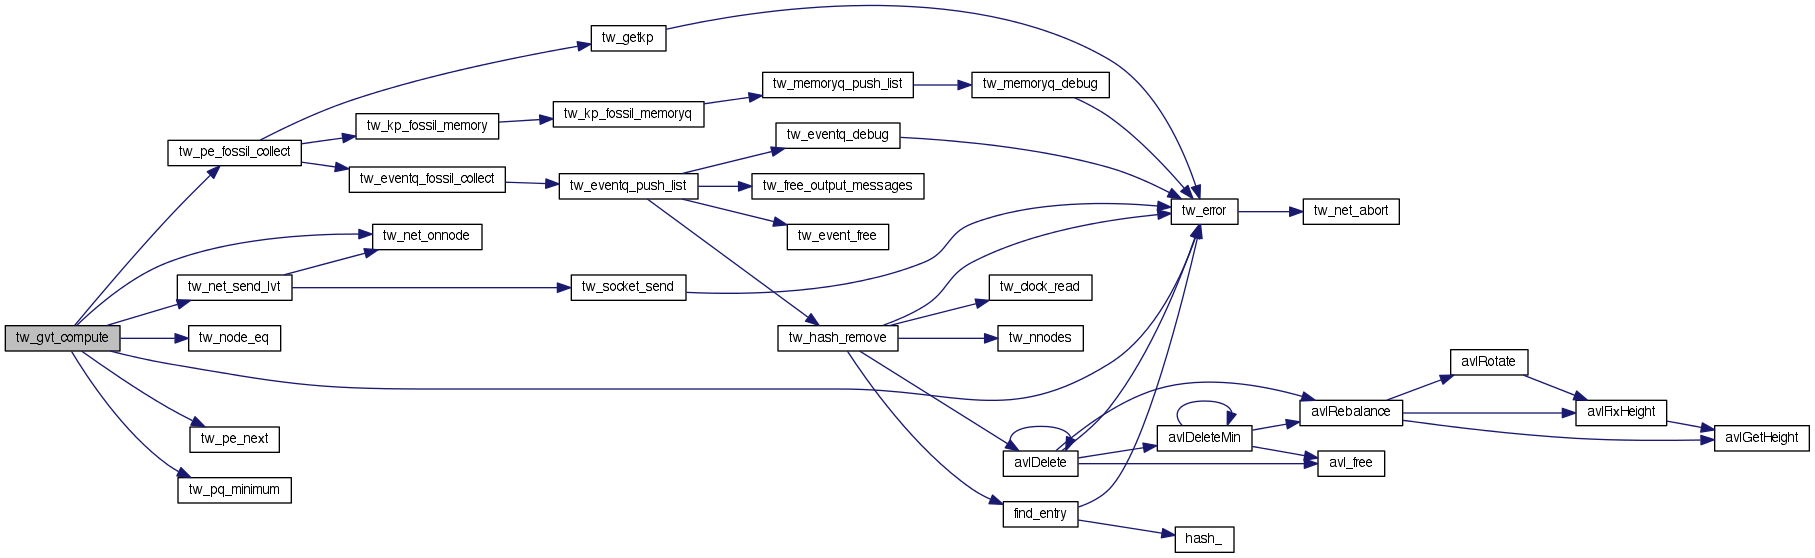 tw_getkp
tw_memoryq_push_list
tw_memoryq_debug
tw_kp_fossil_memoryq
tw_kp_fossil_memory
tw_eventq_debug
tw_pe_fossil_collect
tw_eventq_fossil_collect
tw_eventq_push_list
tw_free_output_messages
tw_error
tw_net_abort
tw_net_onnode
tw_event_free
tw_net_send_lvt
tw_socket_send
tw_clock_read
tw_gvt_compute
tw_node_eq
tw_hash_remove
tw_nnodes
avlRotate
avlRebalance
avlFixHeight
tw_pe_next
avlDeleteMin
avlGetHeight
avlDelete
avl_free
tw_pq_minimum
find_entry
hash_